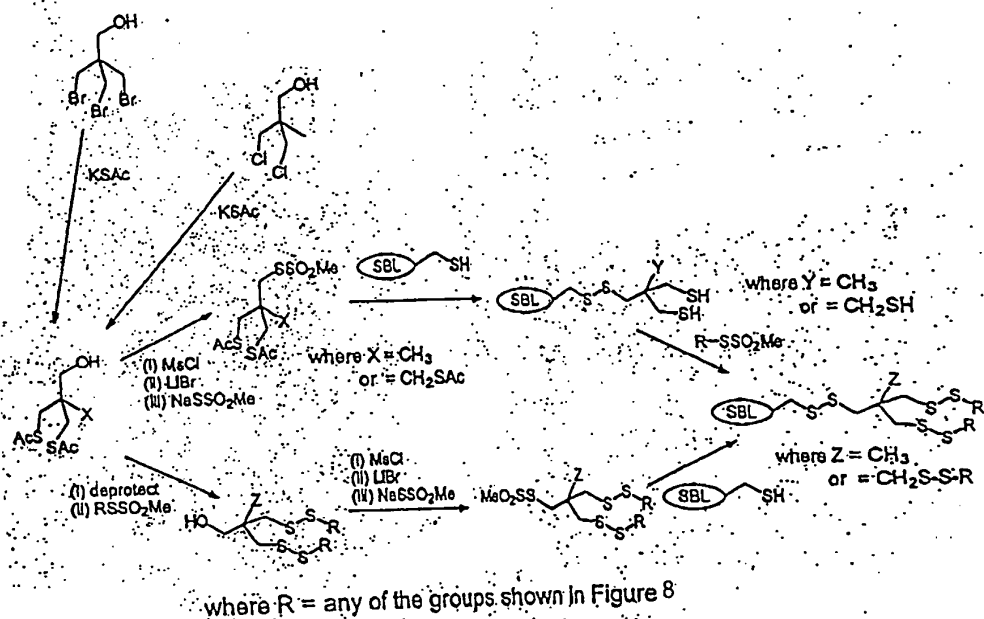 OH
Br
Br
Br
KSAc
OH
Cl
Cl
KSAc
SSO₂Me
X
AcS
SAc
where X = CH₃
or = CH₂SAc
SBL
SH
SBL
S
S
Y
SH
SH
where Y = CH₃
or = CH₂SH
R-SSO₂Me
OH
X
AcS
SAc
(i) MsCl
(ii) LiBr
(iii) NaSSO₂Me
SBL
S
S
Z
S
S
R
S
S
R
where Z = CH₃
or = CH₂S-S-R
(i) deprotect
(ii) RSSO₂Me
HO
Z
S
S
R
S
S
R
(i) MsCl
(ii) LiBr
(iii) NaSSO₂Me
MeO₂SS
Z
S
S
R
S
S
R
SBL
SH
where R = any of the groups shown in Figure 8